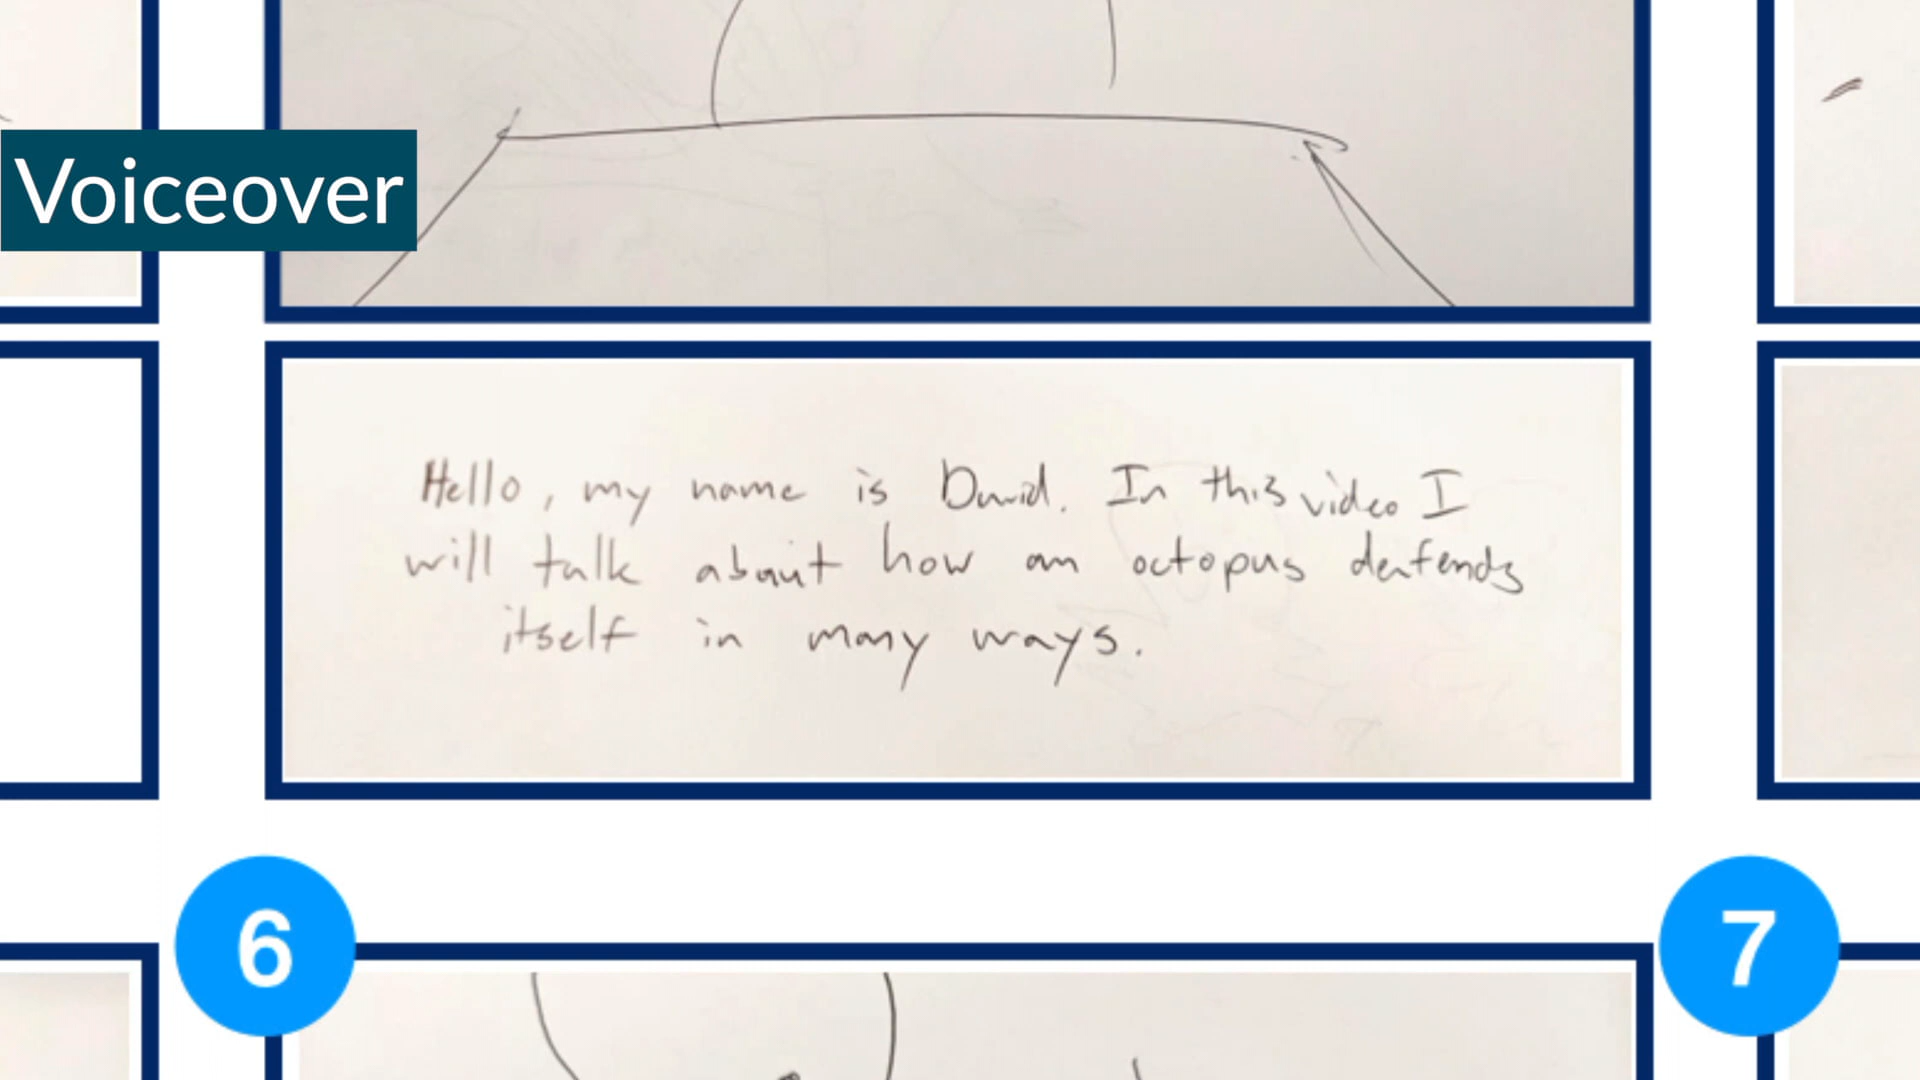 Voiceover
Hello, my name is David. In this video I
will talk about how an octopus defends
itself in many ways.
6
7